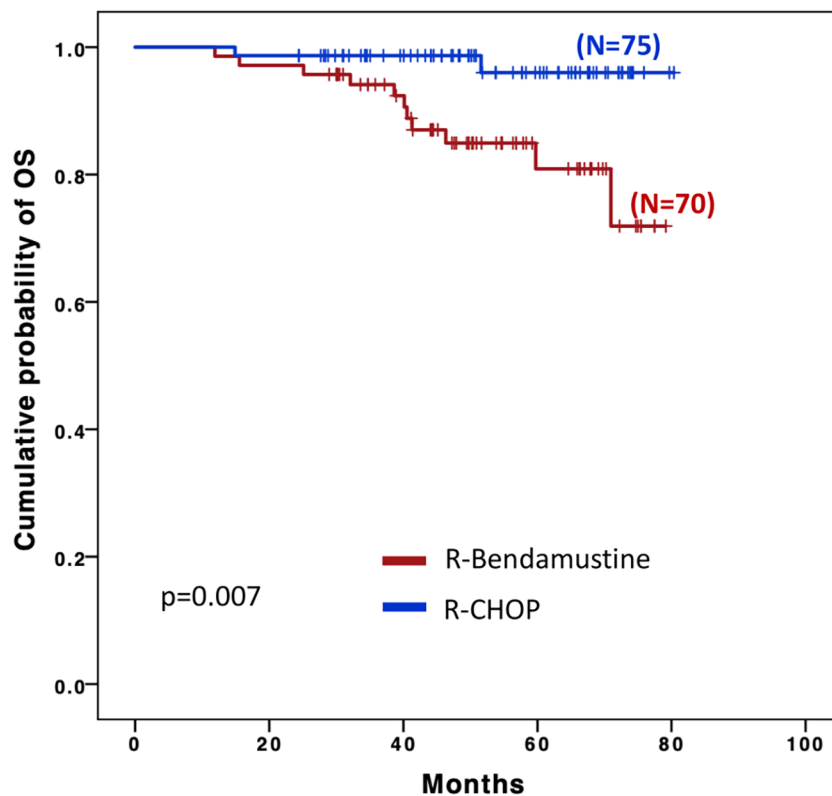 Cumulative probability of OS
1.0
0.8
0.6
0.4
0.2
0.0
(N=75)
(N=70)
R-Bendamustine
R-CHOP
p=0.007
0 20 40 60 80 100
Months